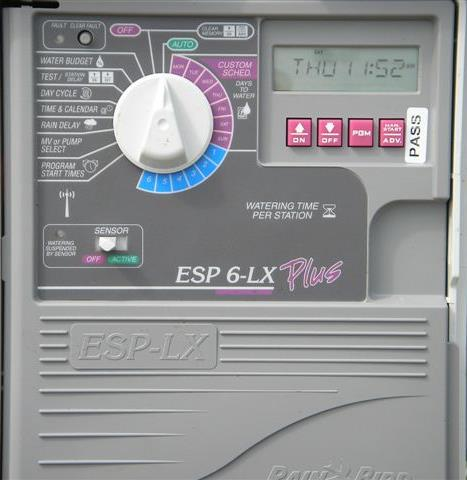 FAULT CLEAR FAULT
OFF
CLEAR MEMORY
AUTO
WATER BUDGET
TEST / STATION DELAY
DAY CYCLE
TIME & CALENDAR
RAIN DELAY
MV or PUMP SELECT
PROGRAM START TIMES
MON
TUE
WED
THU
FRI
SAT
SUN
1
2
3
4
5
6
CUSTOM SCHED.
DAYS TO WATER
THU 11:52
ON
OFF
PGM
MAN. START
ADV.
PASS
WATERING TIME
PER STATION
SENSOR
WATERING
SUSPENDED
BY SENSOR
OFF ACTIVE
ESP 6-LX Plus
ESP-LX
RAIN BIRD